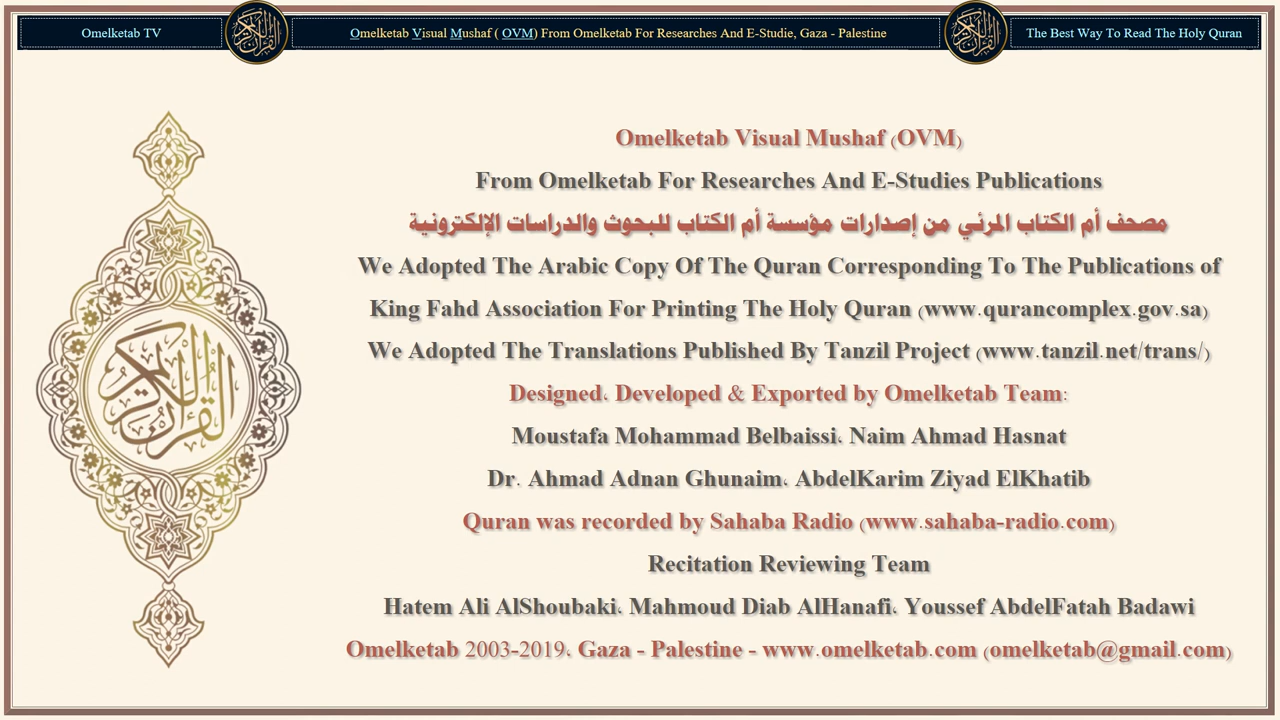 Omelketab TV
Omelketab Visual Mushaf ( OVM) From Omelketab For Researches And E-Studie, Gaza - Palestine
The Best Way To Read The Holy Quran
Omelketab Visual Mushaf (OVM)
From Omelketab For Researches And E-Studies Publications
مصحف أم الكتاب المرئي من إصدارات مؤسسة أم الكتاب للبحوث والدراسات الإلكترونية
We Adopted The Arabic Copy Of The Quran Corresponding To The Publications of
King Fahd Association For Printing The Holy Quran (www.qurancomplex.gov.sa)
We Adopted The Translations Published By Tanzil Project (www.tanzil.net/trans/)
Designed، Developed & Exported by Omelketab Team:
Moustafa Mohammad Belbaissi، Naim Ahmad Hasnat
Dr. Ahmad Adnan Ghunaim، AbdelKarim Ziyad ElKhatib
Quran was recorded by Sahaba Radio (www.sahaba-radio.com)
Recitation Reviewing Team
Hatem Ali AlShoubaki، Mahmoud Diab AlHanafi، Youssef AbdelFatah Badawi
Omelketab 2003-2019، Gaza - Palestine - www.omelketab.com (omelketab@gmail.com)
القرآن الكريم